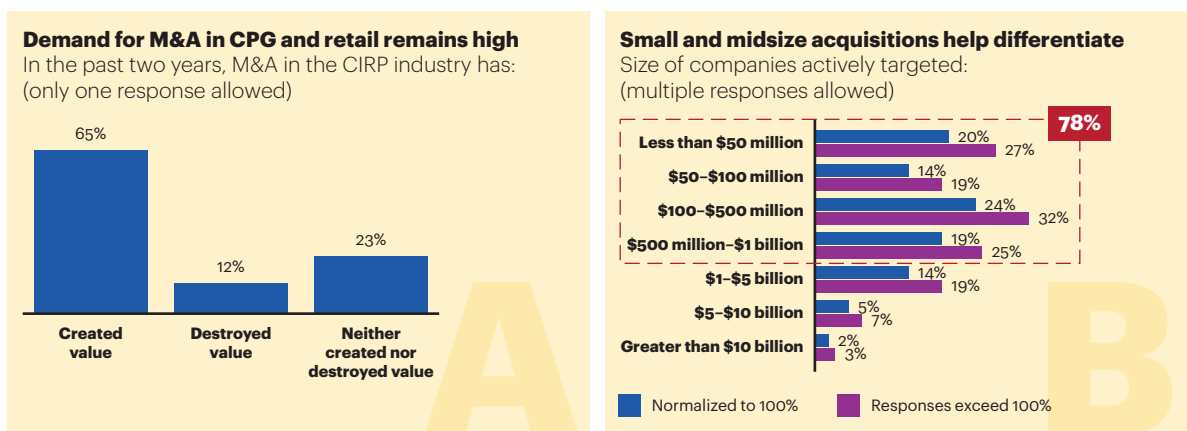 Demand for M&A in CPG and retail remains high
In the past two years, M&A in the CIRP industry has:
(only one response allowed)
65%
12%
23%
Created
value
Destroyed
value
Neither
created nor
destroyed value
A
Small and midsize acquisitions help differentiate
Size of companies actively targeted:
(multiple responses allowed)
78%
Less than $50 million
20%
27%
$50–$100 million
14%
19%
$100–$500 million
24%
32%
$500 million–$1 billion
19%
25%
$1–$5 billion
14%
19%
$5–$10 billion
5%
7%
Greater than $10 billion
2%
3%
Normalized to 100%
Responses exceed 100%
B